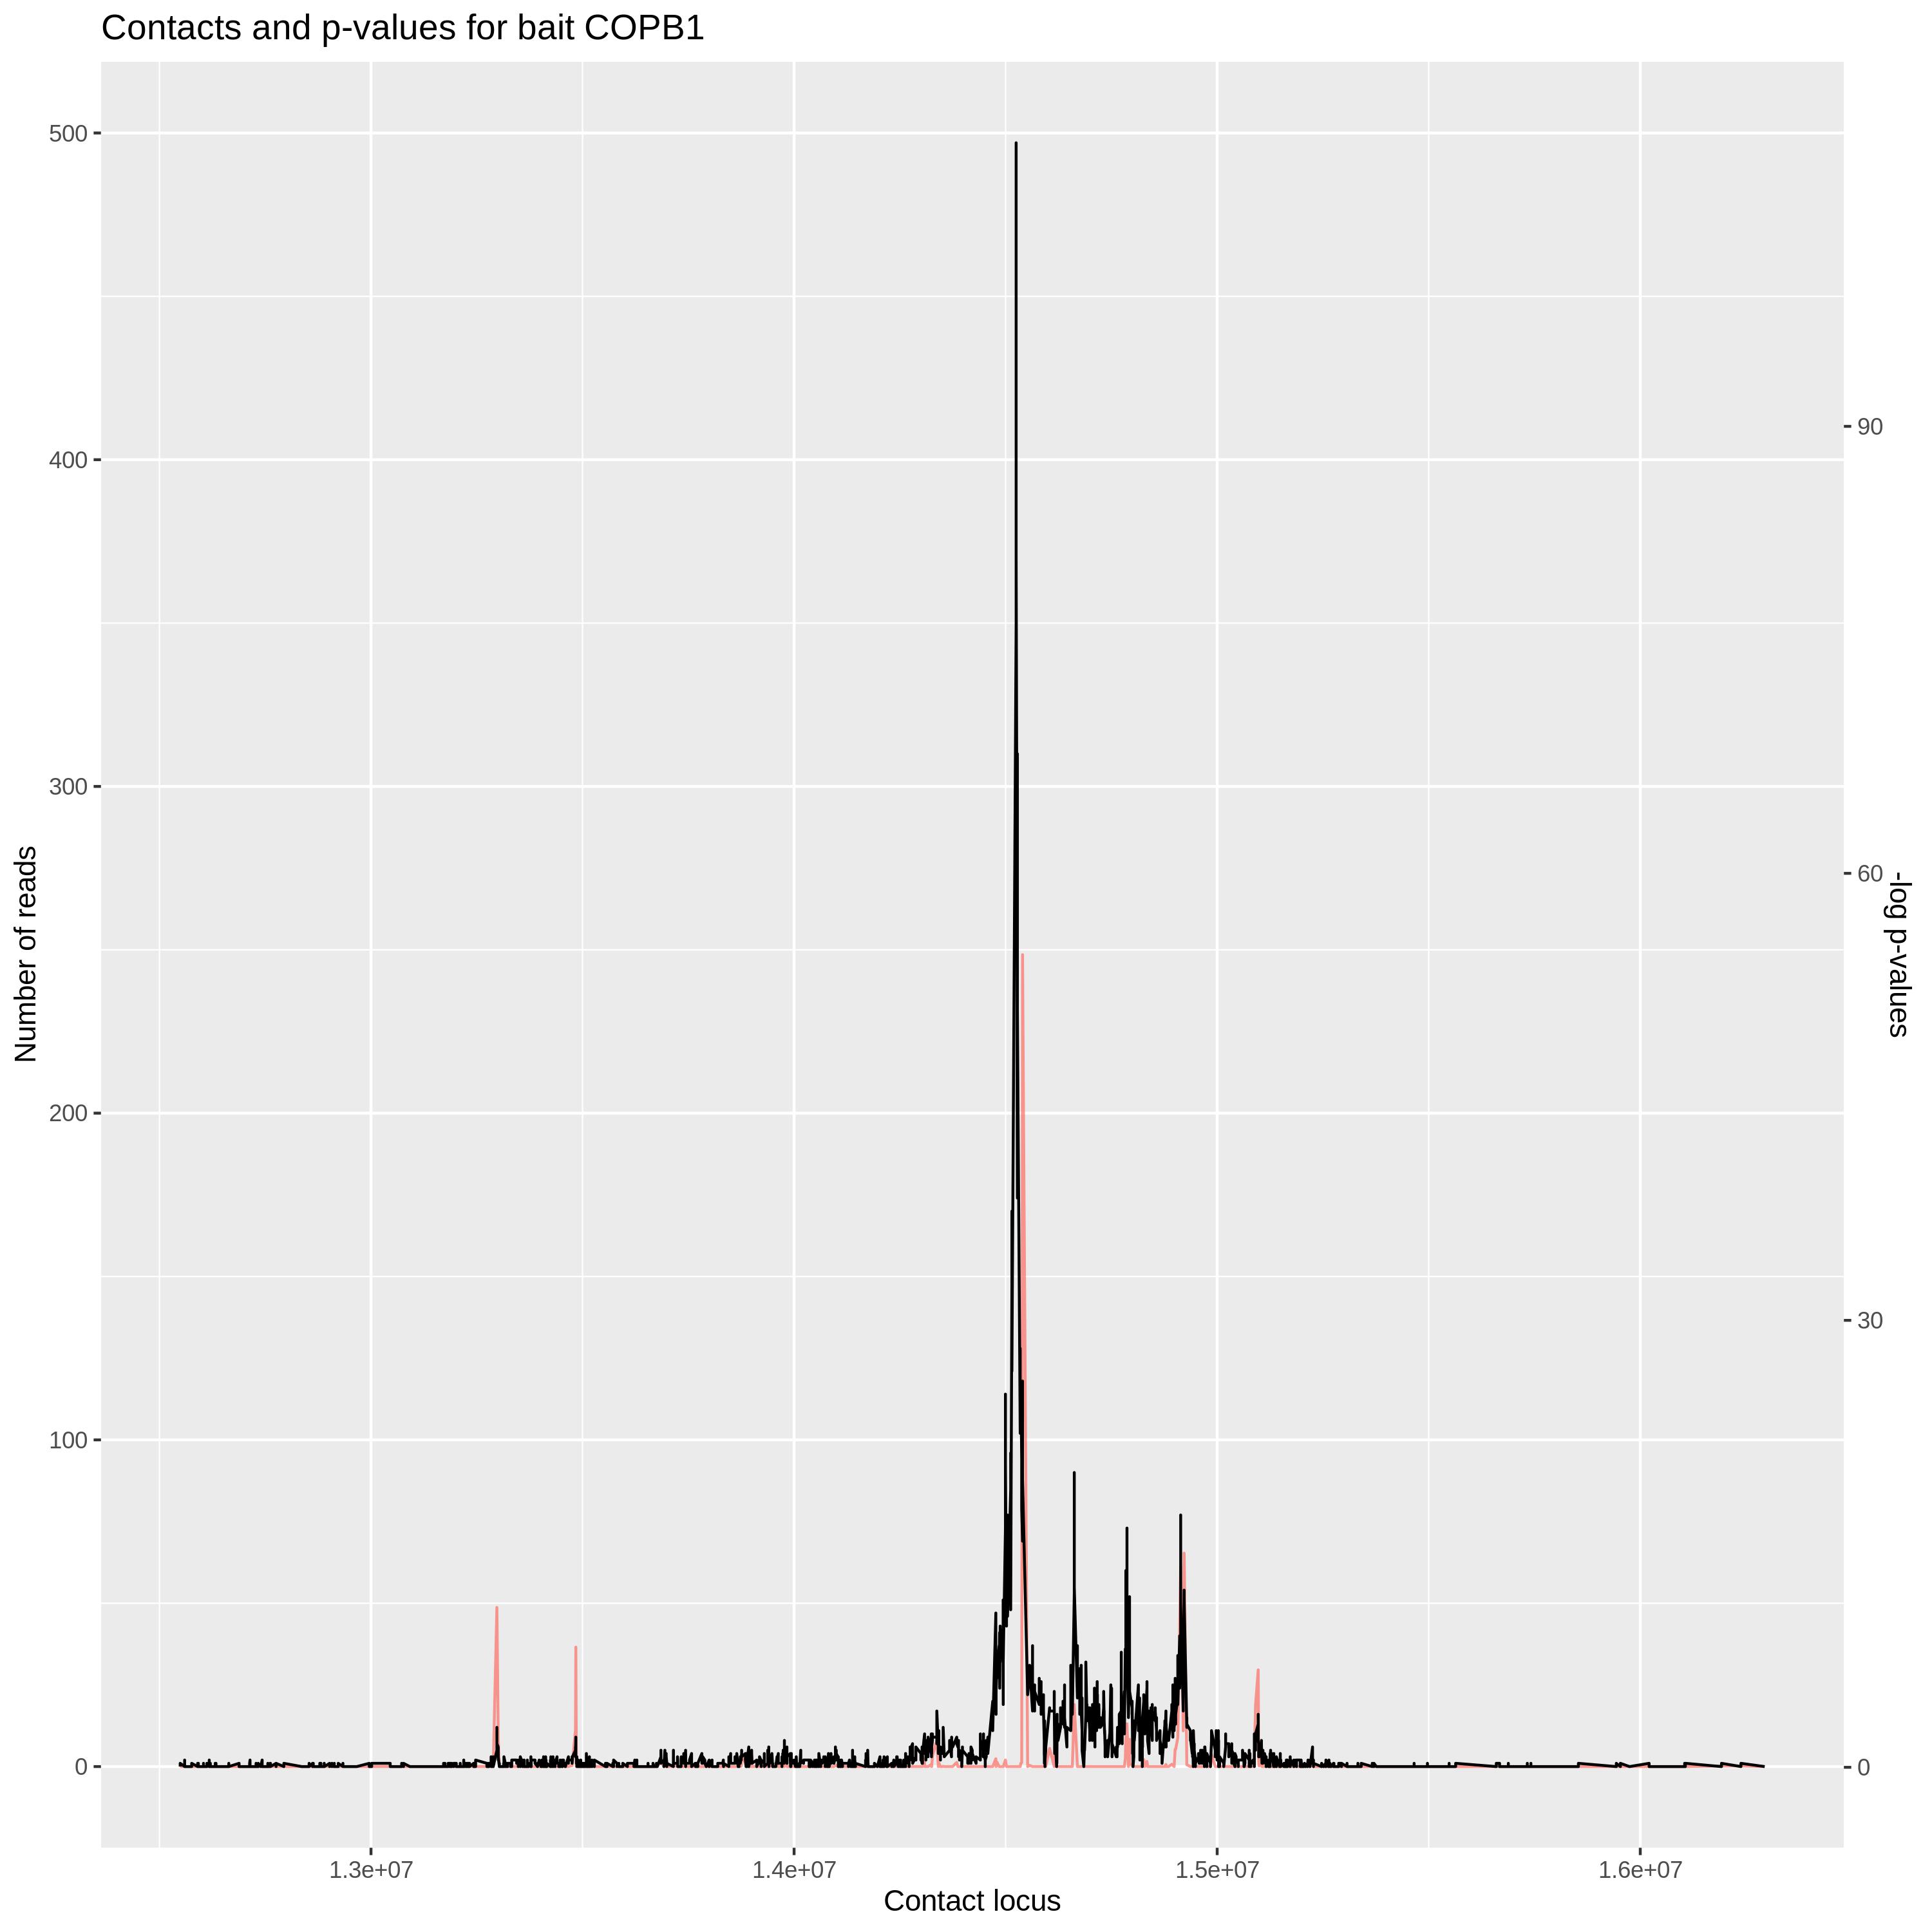 Contacts and p-values for bait COPB1
500
400
300
200
100
0
Number of reads
90
60
30
0
-log p-values
1.3e+07
1.4e+07
1.5e+07
1.6e+07
Contact locus